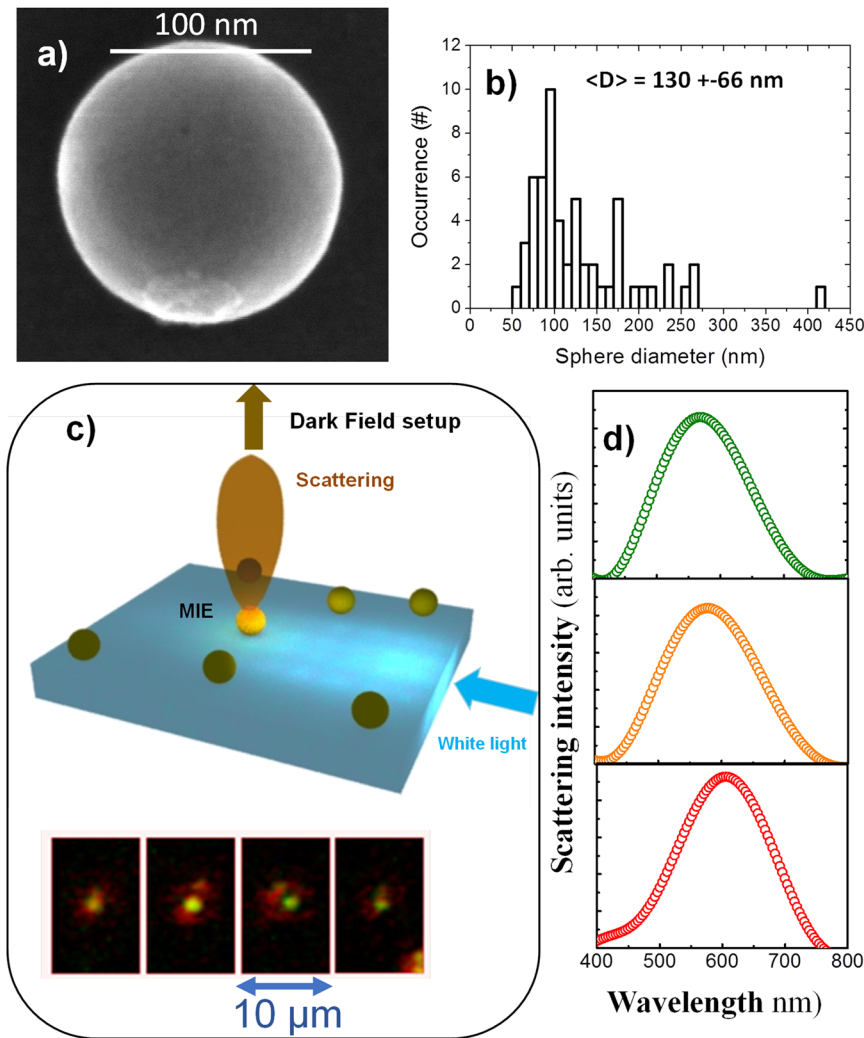 100 nm
a)
b)
<D> = 130 +-66 nm
12
10
8
6
4
2
0
Occurrence (#)
0 50 100 150 200 250 300 350 400 450
Sphere diameter (nm)
c)
Dark Field setup
Scattering
MIE
White light
10 µm
d)
Scattering intensity (arb. units)
400 500 600 700 800
Wavelength nm)